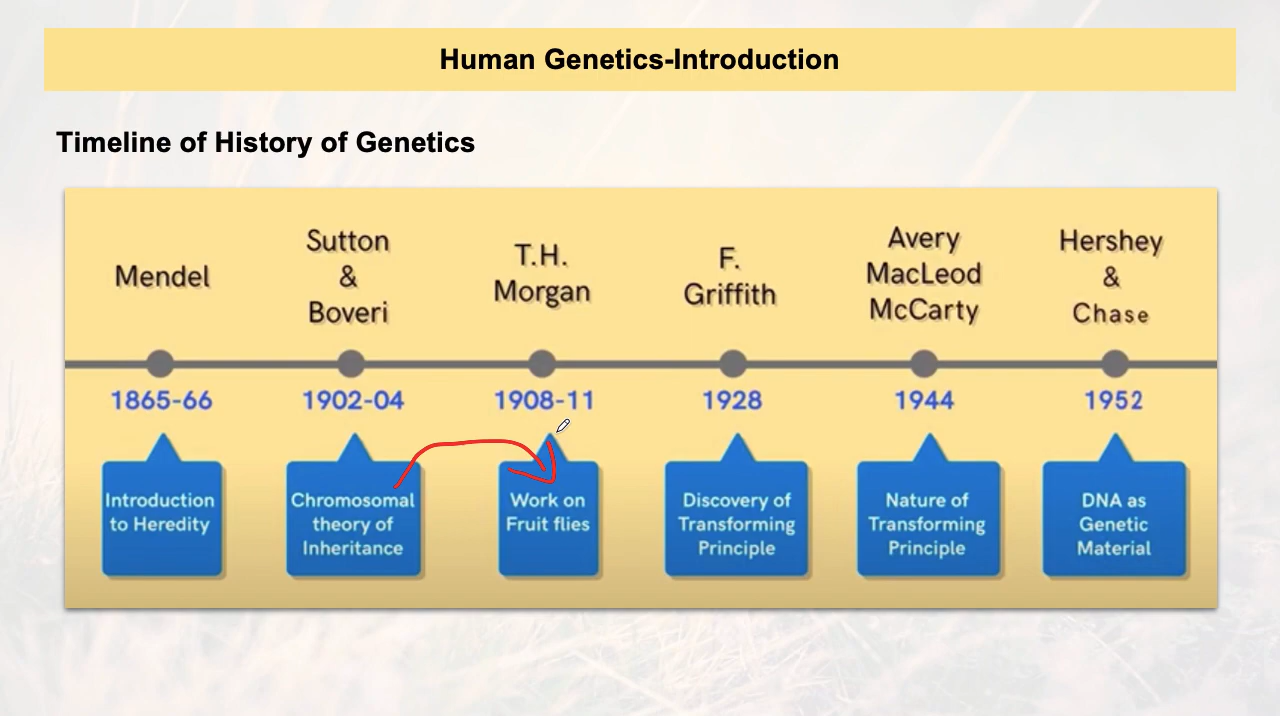 Human Genetics-Introduction
Timeline of History of Genetics
Mendel
Sutton
&
Boveri
T.H.
Morgan
F.
Griffith
Avery
MacLeod
McCarty
Hershey
&
Chase
1865-66
1902-04
1908-11
1928
1944
1952
Introduction
to Heredity
Chromosomal
theory of
Inheritance
Work on
Fruit flies
Discovery of
Transforming
Principle
Nature of
Transforming
Principle
DNA as
Genetic
Material